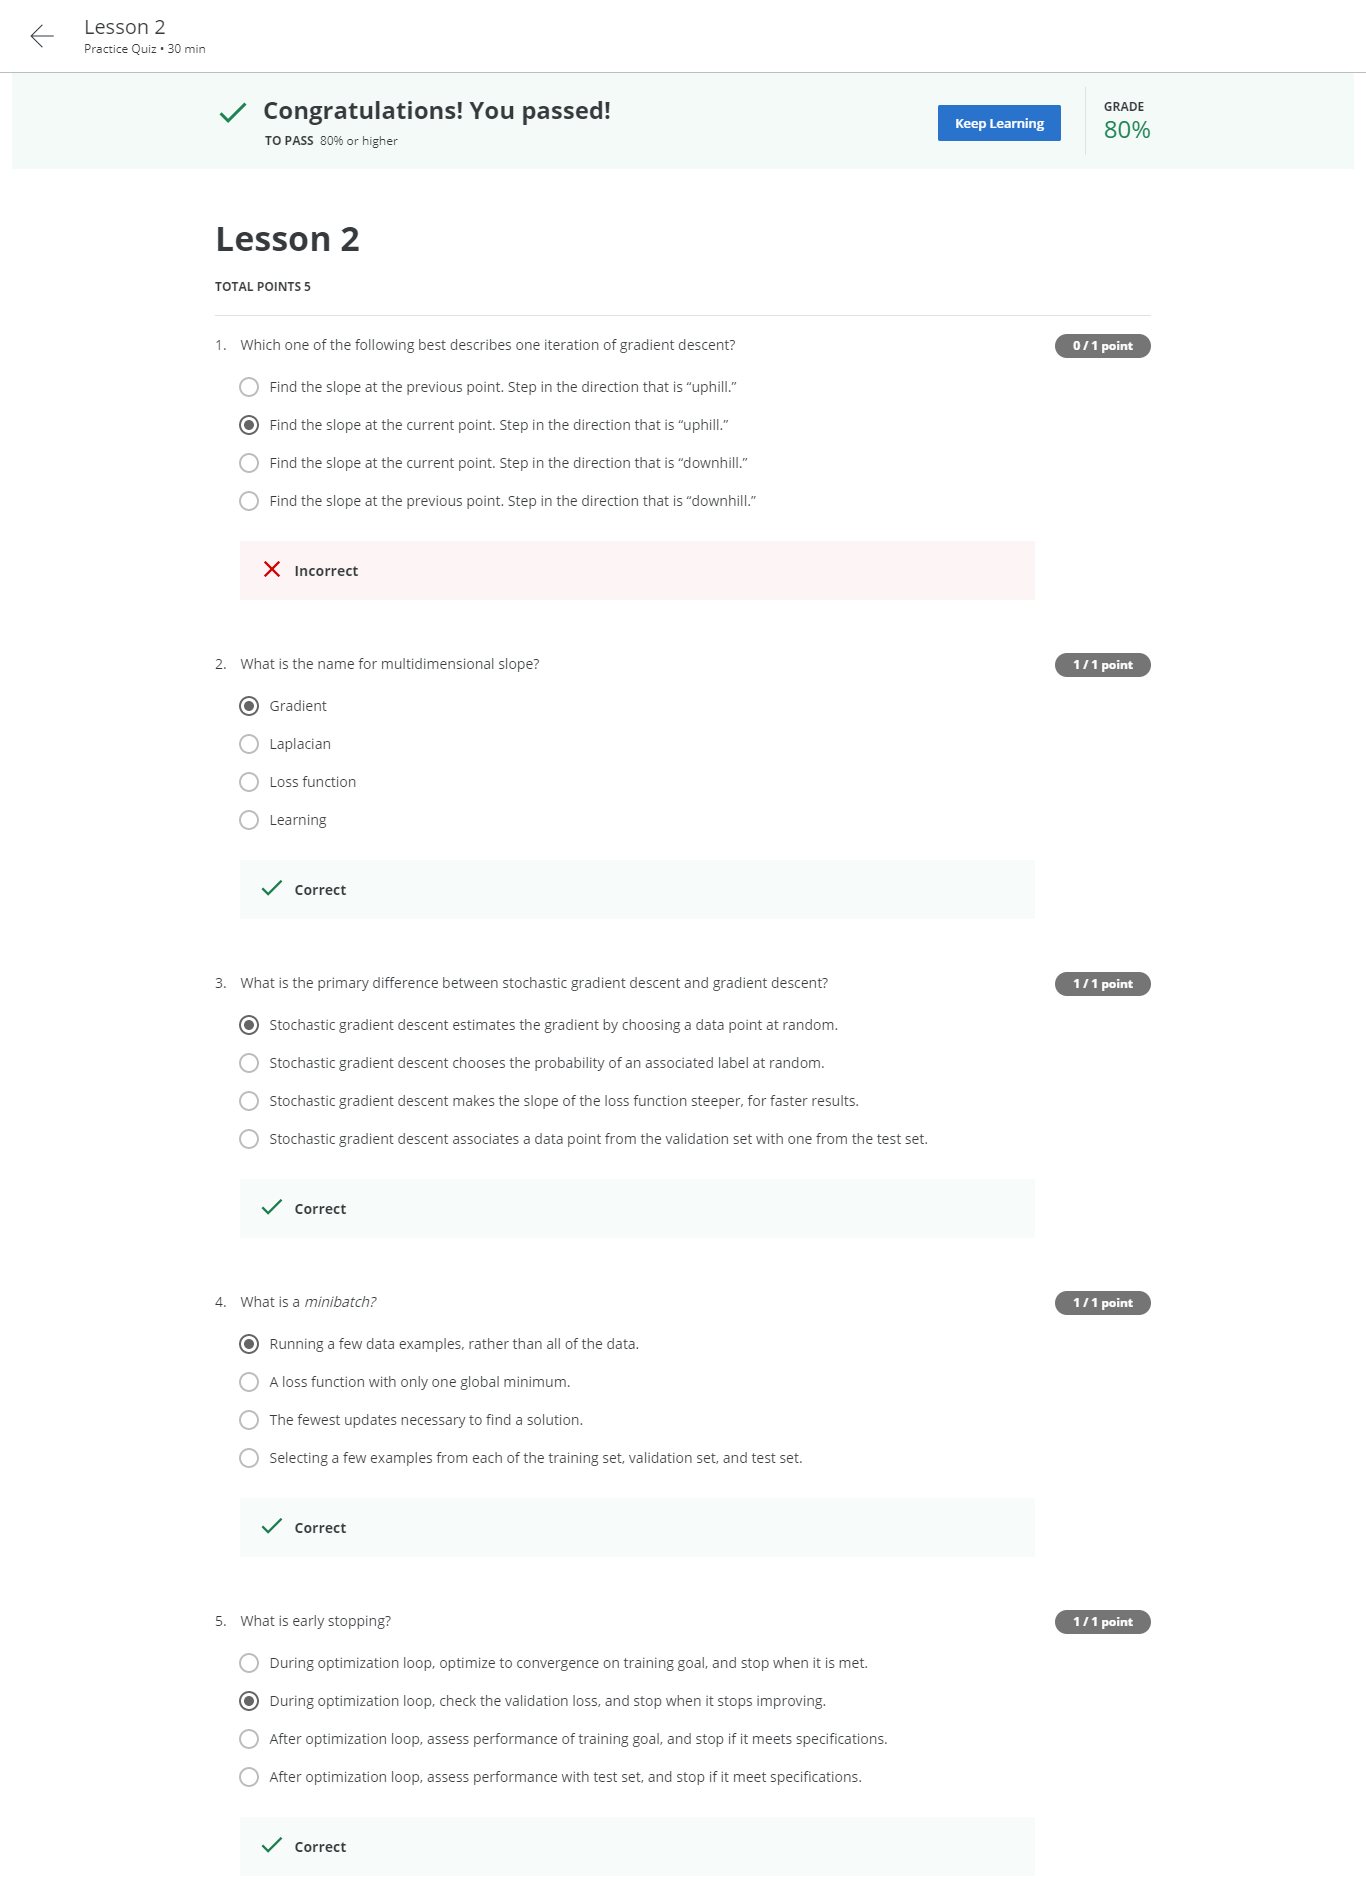 Lesson 2
Practice Quiz • 30 min
Congratulations! You passed!
TO PASS 80% or higher
Keep Learning
GRADE
80%
Lesson 2
TOTAL POINTS 5
1. Which one of the following best describes one iteration of gradient descent?
0 / 1 point
Find the slope at the previous point. Step in the direction that is “uphill.”
Find the slope at the current point. Step in the direction that is “uphill.”
Find the slope at the current point. Step in the direction that is “downhill.”
Find the slope at the previous point. Step in the direction that is “downhill.”
Incorrect
2. What is the name for multidimensional slope?
1 / 1 point
Gradient
Laplacian
Loss function
Learning
Correct
3. What is the primary difference between stochastic gradient descent and gradient descent?
1 / 1 point
Stochastic gradient descent estimates the gradient by choosing a data point at random.
Stochastic gradient descent chooses the probability of an associated label at random.
Stochastic gradient descent makes the slope of the loss function steeper, for faster results.
Stochastic gradient descent associates a data point from the validation set with one from the test set.
Correct
4. What is a minibatch?
1 / 1 point
Running a few data examples, rather than all of the data.
A loss function with only one global minimum.
The fewest updates necessary to find a solution.
Selecting a few examples from each of the training set, validation set, and test set.
Correct
5. What is early stopping?
1 / 1 point
During optimization loop, optimize to convergence on training goal, and stop when it is met.
During optimization loop, check the validation loss, and stop when it stops improving.
After optimization loop, assess performance of training goal, and stop if it meets specifications.
After optimization loop, assess performance with test set, and stop if it meet specifications.
Correct